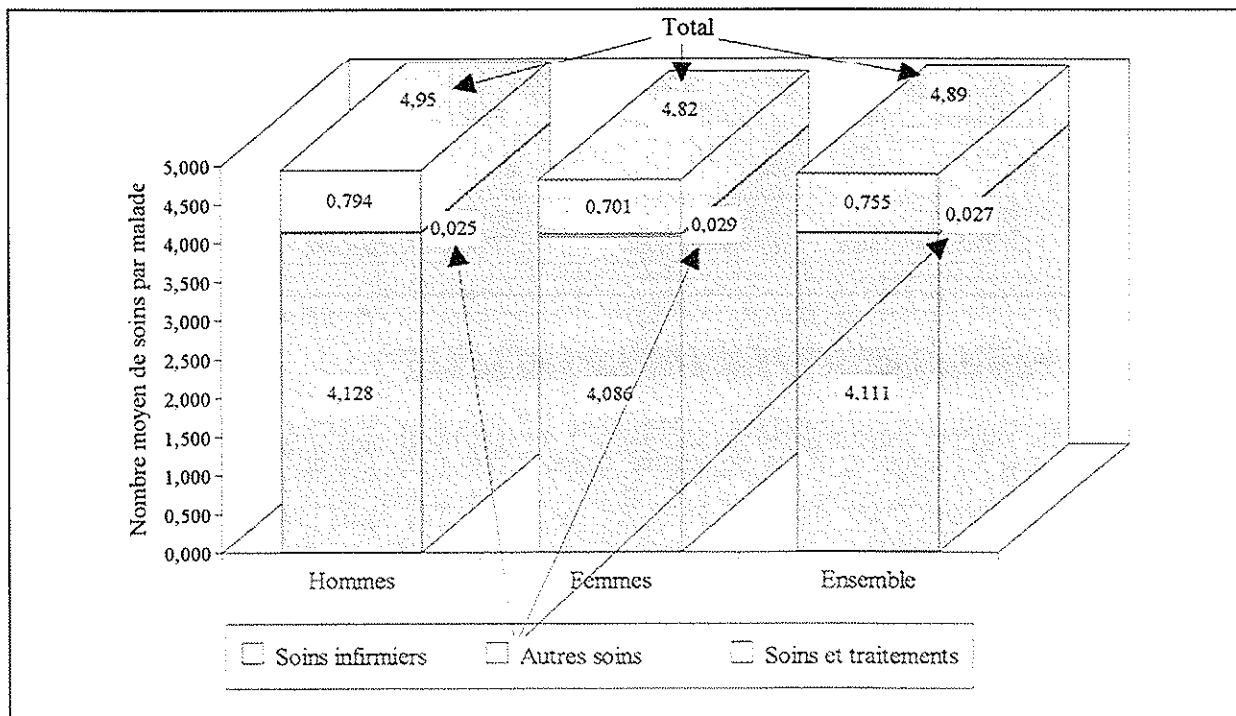 Total
4,95
4,82
4,89
Nombre moyen de soins par malade
5,000
4,500
4,000
3,500
3,000
2,500
2,000
1,500
1,000
0,500
0,000
0,794
0,025
0,701
0,029
0,755
0,027
4,128
4,086
4,111
Hommes
Femmes
Ensemble
Soins infirmiers
Autres soins
Soins et traitements